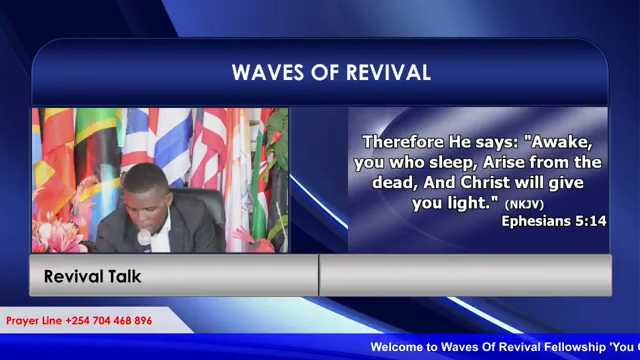 WAVES OF REVIVAL
Therefore He says: "Awake,
you who sleep, Arise from the
dead, And Christ will give
you light." (NKJV)
Ephesians 5:14
Revival Talk
Prayer Line +254 704 468 896
Welcome to Waves Of Revival Fellowship 'You